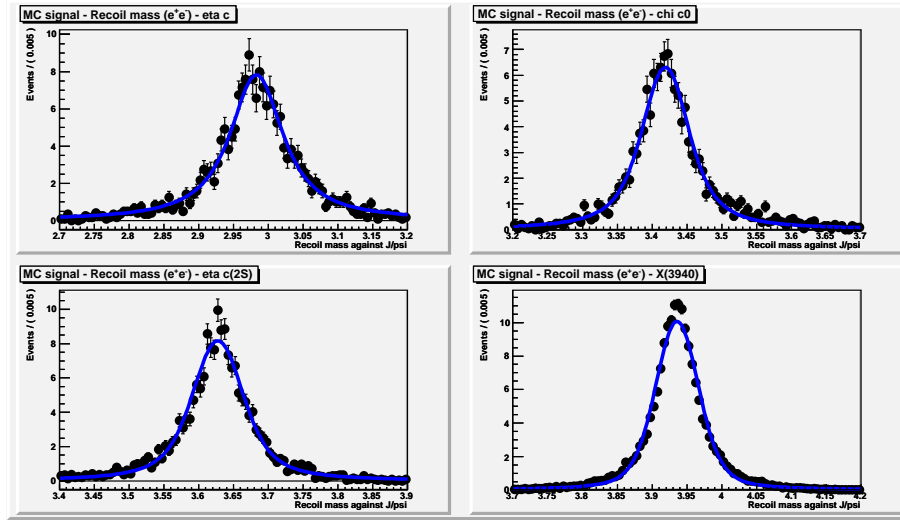 MC signal - Recoil mass (e+e-) - eta c
Events / ( 0.005 )
10
8
6
4
2
0
2.7 2.75 2.8 2.85 2.9 2.95 3 3.05 3.1 3.15 3.2
Recoil mass against J/psi
MC signal - Recoil mass (e+e-) - chi c0
Events / ( 0.005 )
7
6
5
4
3
2
1
0
3.2 3.25 3.3 3.35 3.4 3.45 3.5 3.55 3.6 3.65 3.7
Recoil mass against J/psi
MC signal - Recoil mass (e+e-) - eta c(2S)
Events / ( 0.005 )
10
8
6
4
2
0
3.4 3.45 3.5 3.55 3.6 3.65 3.7 3.75 3.8 3.85 3.9
Recoil mass against J/psi
MC signal - Recoil mass (e+e-) - X(3940)
Events / ( 0.005 )
10
8
6
4
2
0
3.7 3.75 3.8 3.85 3.9 3.95 4 4.05 4.1 4.15 4.2
Recoil mass against J/psi